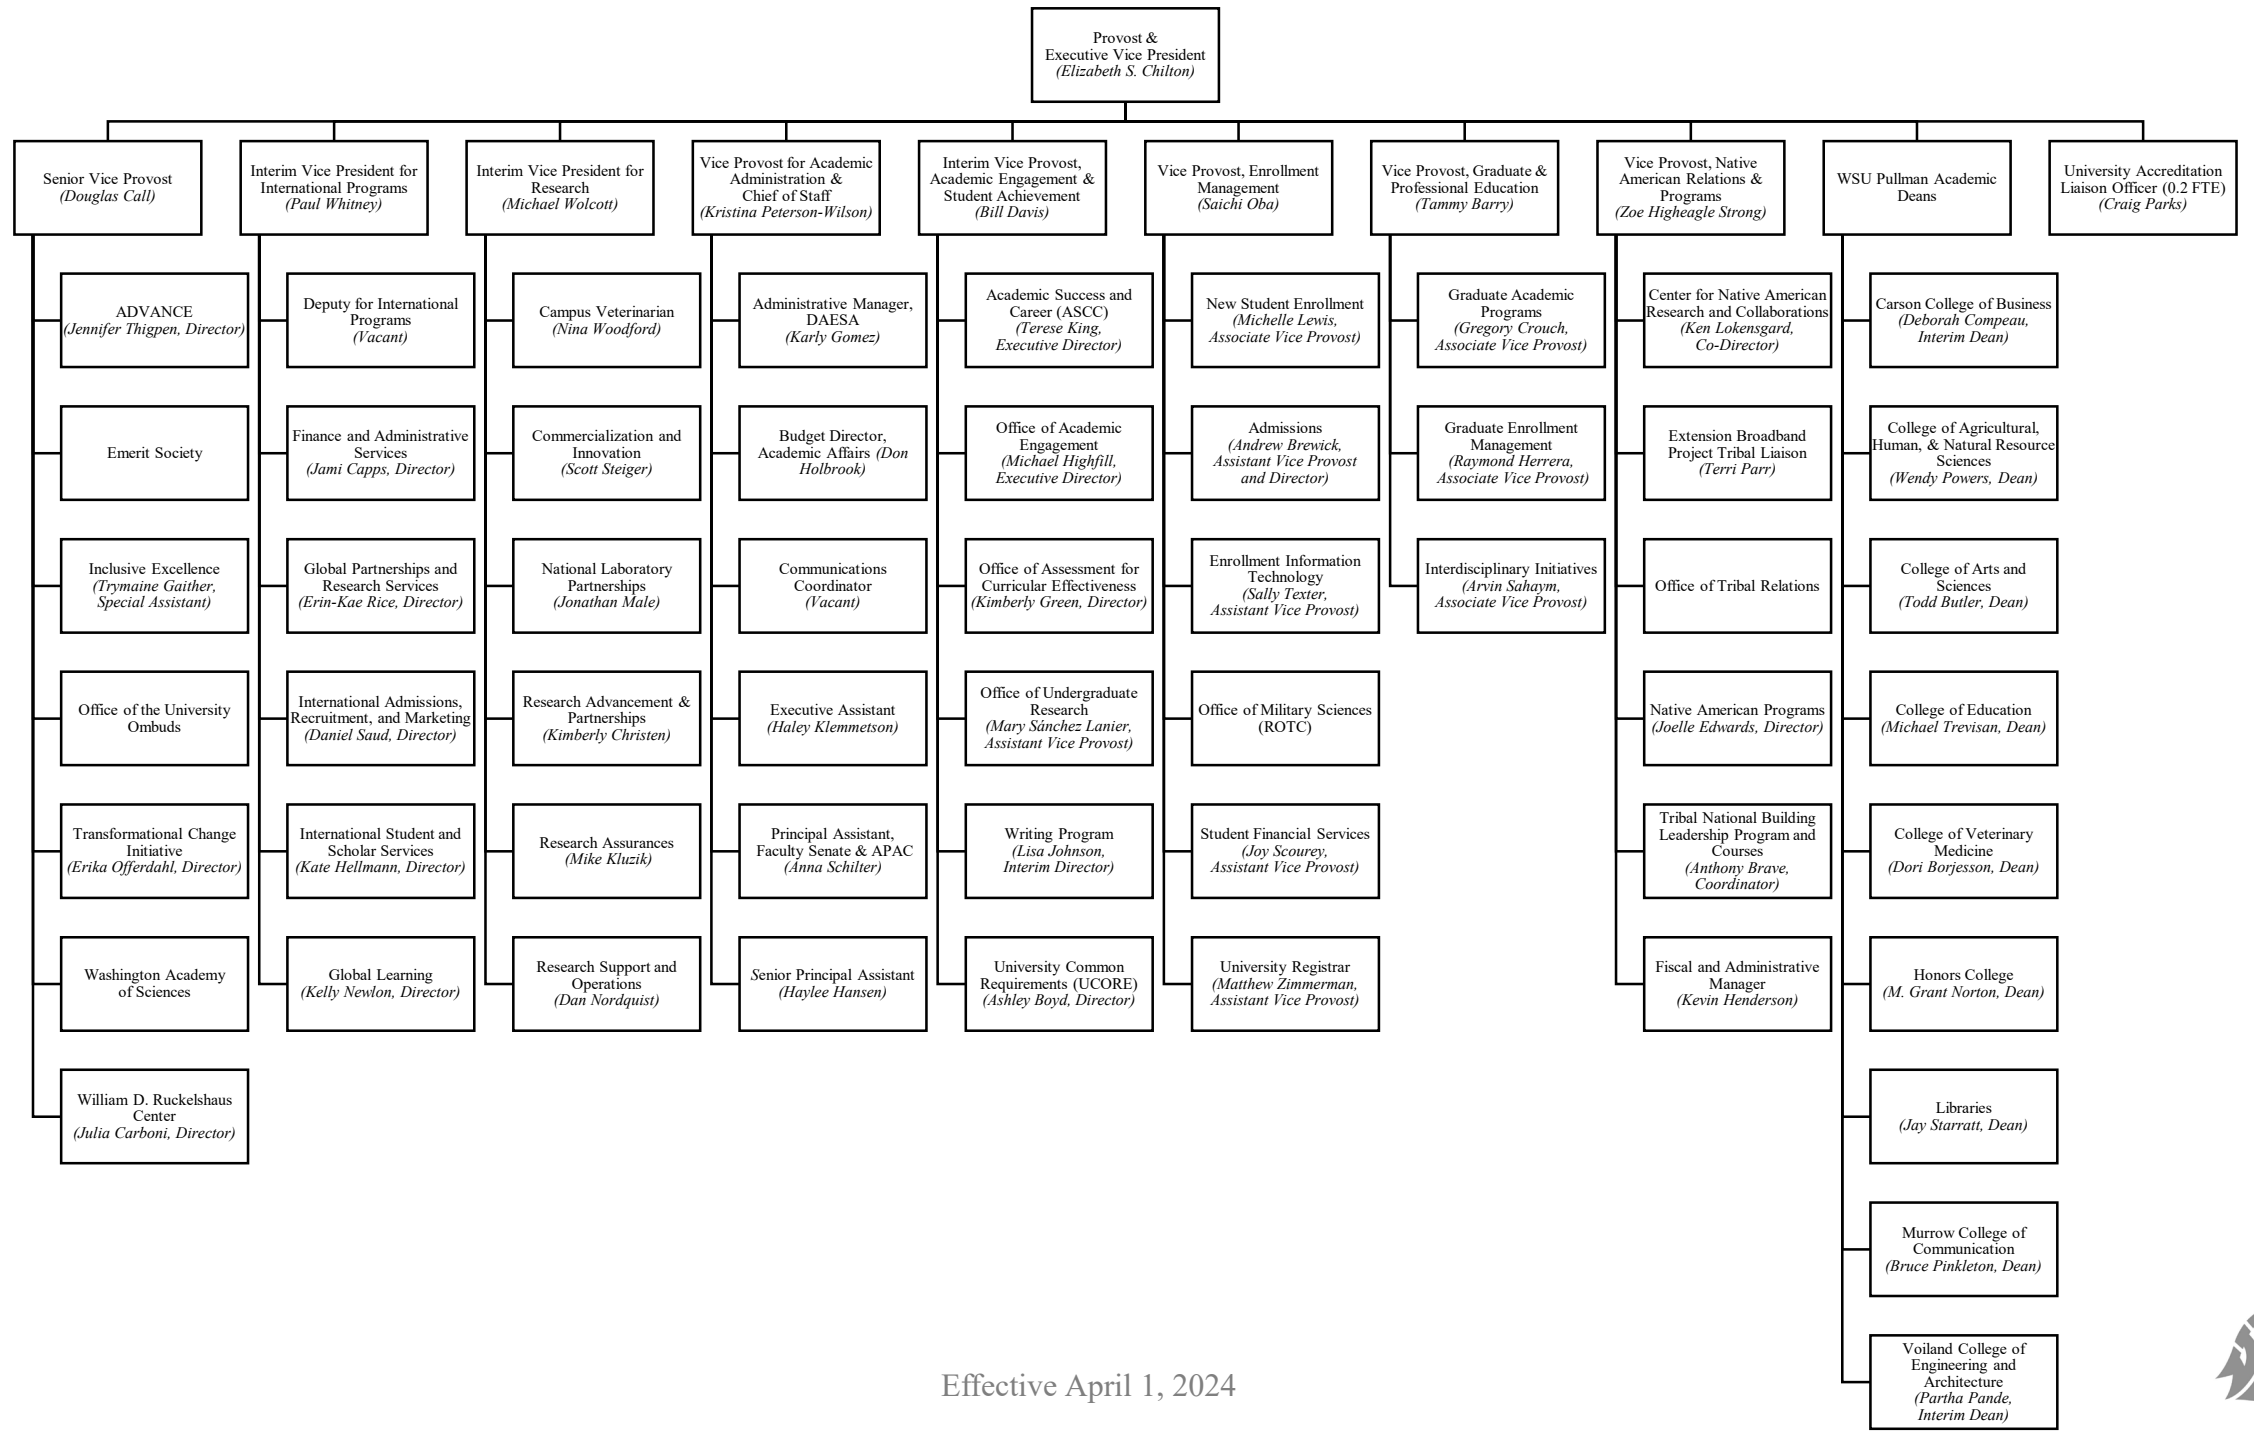 Provost &
Executive Vice President
(Elizabeth S. Chilton)
Senior Vice Provost
(Douglas Call)
ADVANCE
(Jennifer Thigpen, Director)
Emerit Society
Inclusive Excellence
(Trymaine Gaither,
Special Assistant)
Office of the University
Ombuds
Transformational Change
Initiative
(Erika Offerdahl, Director)
Washington Academy
of Sciences
William D. Ruckelshaus
Center
(Julia Carboni, Director)
Interim Vice President for
International Programs
(Paul Whitney)
Deputy for International
Programs
(Vacant)
Finance and Administrative
Services
(Jami Capps, Director)
Global Partnerships and
Research Services
(Erin-Kae Rice, Director)
International Admissions,
Recruitment, and Marketing
(Daniel Saud, Director)
International Student and
Scholar Services
(Kate Hellmann, Director)
Global Learning
(Kelly Newlon, Director)
Interim Vice President for
Research
(Michael Wolcott)
Campus Veterinarian
(Nina Woodford)
Commercialization and
Innovation
(Scott Steiger)
National Laboratory
Partnerships
(Jonathan Male)
Research Advancement &
Partnerships
(Kimberly Christen)
Research Assurances
(Mike Kluzik)
Research Support and
Operations
(Dan Nordquist)
Vice Provost for Academic
Administration &
Chief of Staff
(Kristina Peterson-Wilson)
Administrative Manager,
DAESA
(Karly Gomez)
Budget Director,
Academic Affairs (Don
Holbrook)
Communications
Coordinator
(Vacant)
Executive Assistant
(Haley Klemmetson)
Principal Assistant,
Faculty Senate & APAC
(Anna Schilter)
Senior Principal Assistant
(Haylee Hansen)
Interim Vice Provost,
Academic Engagement &
Student Achievement
(Bill Davis)
Academic Success and
Career (ASCC)
(Terese King,
Executive Director)
Office of Academic
Engagement
(Michael Highfill,
Executive Director)
Office of Assessment for
Curricular Effectiveness
(Kimberly Green, Director)
Office of Undergraduate
Research
(Mary Sánchez Lanier,
Assistant Vice Provost)
Writing Program
(Lisa Johnson,
Interim Director)
University Common
Requirements (UCORE)
(Ashley Boyd, Director)
Vice Provost, Enrollment
Management
(Saichi Oba)
New Student Enrollment
(Michelle Lewis,
Associate Vice Provost)
Admissions
(Andrew Brewick,
Assistant Vice Provost
and Director)
Enrollment Information
Technology
(Sally Texter,
Assistant Vice Provost)
Office of Military Sciences
(ROTC)
Student Financial Services
(Joy Scourey,
Assistant Vice Provost)
University Registrar
(Matthew Zimmerman,
Assistant Vice Provost)
Vice Provost, Graduate &
Professional Education
(Tammy Barry)
Graduate Academic
Programs
(Gregory Crouch,
Associate Vice Provost)
Graduate Enrollment
Management
(Raymond Herrera,
Associate Vice Provost)
Interdisciplinary Initiatives
(Arvin Sahaym,
Associate Vice Provost)
Vice Provost, Native
American Relations &
Programs
(Zoe Higheagle Strong)
Center for Native American
Research and Collaborations
(Ken Lokensgard,
Co-Director)
Extension Broadband
Project Tribal Liaison
(Terri Parr)
Office of Tribal Relations
Native American Programs
(Joelle Edwards, Director)
Tribal National Building
Leadership Program and
Courses
(Anthony Brave,
Coordinator)
Fiscal and Administrative
Manager
(Kevin Henderson)
WSU Pullman Academic
Deans
Carson College of Business
(Deborah Compeau,
Interim Dean)
College of Agricultural,
Human, & Natural Resource
Sciences
(Wendy Powers, Dean)
College of Arts and
Sciences
(Todd Butler, Dean)
College of Education
(Michael Trevisan, Dean)
College of Veterinary
Medicine
(Dori Borjesson, Dean)
Honors College
(M. Grant Norton, Dean)
Libraries
(Jay Starratt, Dean)
Murrow College of
Communication
(Bruce Pinkleton, Dean)
Voiland College of
Engineering and
Architecture
(Partha Pande,
Interim Dean)
University Accreditation
Liaison Officer (0.2 FTE)
(Craig Parks)
Effective April 1, 2024